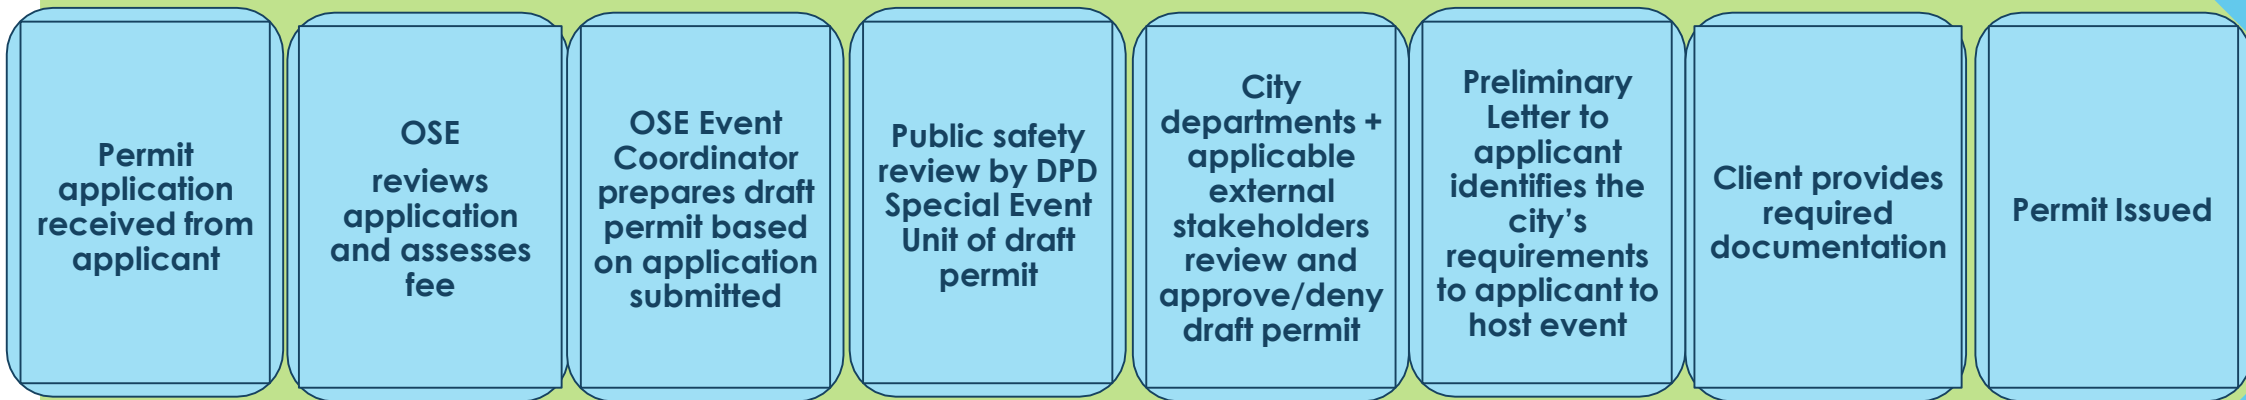 Permit
application
received from
applicant
OSE
reviews
application
and assesses
fee
OSE Event
Coordinator
prepares draft
permit based
on application
submitted
Public safety
review by DPD
Special Event
Unit of draft
permit
City
departments +
applicable
external
stakeholders
review and
approve/deny
draft permit
Preliminary
Letter to
applicant
identifies the
city’s
requirements
to applicant to
host event
Client provides
required
documentation
Permit Issued